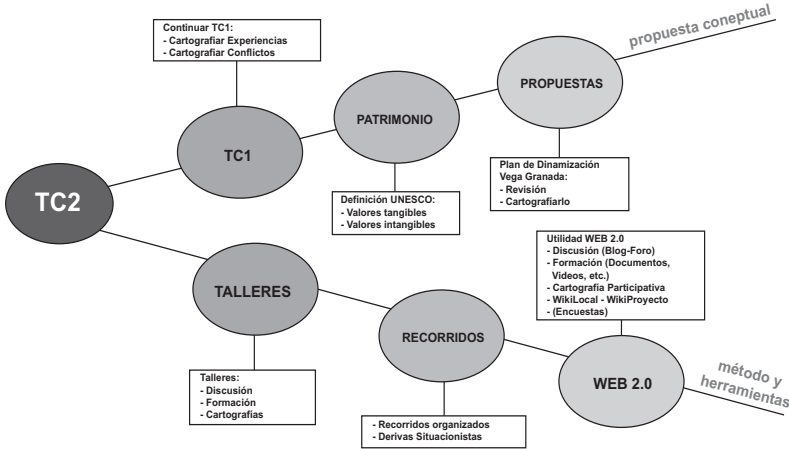 Continuar TC1:
- Cartografiar Experiencias
- Cartografiar Conflictos
propuesta coneptual
PROPUESTAS
PATRIMONIO
TC1
Plan de Dinamización
Vega Granada:
- Revisión
- Cartografiarlo
TC2
Definición UNESCO:
- Valores tangibles
- Valores intangibles
Utilidad WEB 2.0
- Discusión (Blog-Foro)
- Formación (Documentos,
Videos, etc.)
- Cartografía Participativa
- WikiLocal - WikiProyecto
- (Encuestas)
TALLERES
RECORRIDOS
WEB 2.0
método y
herramientas
Talleres:
- Discusión
- Formación
- Cartografías
- Recorridos organizados
- Derivas Situacionistas